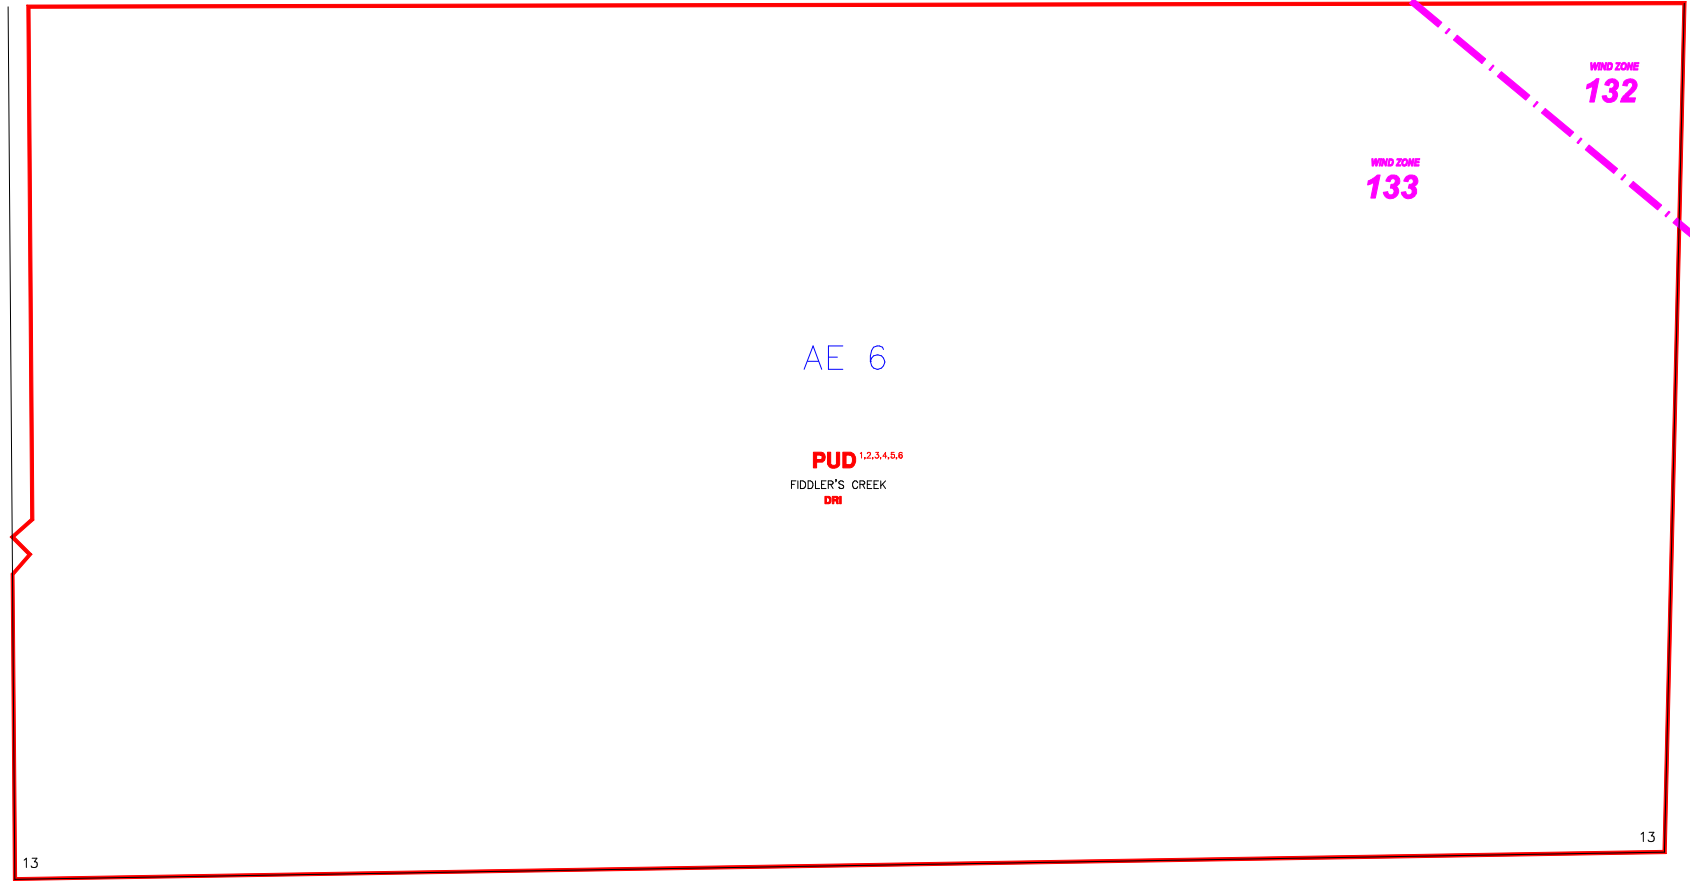 WIND ZONE
132
WIND ZONE
133
AE 6
PUD 1,2,3,4,5,6
FIDDLER'S CREEK
DRI
13
13